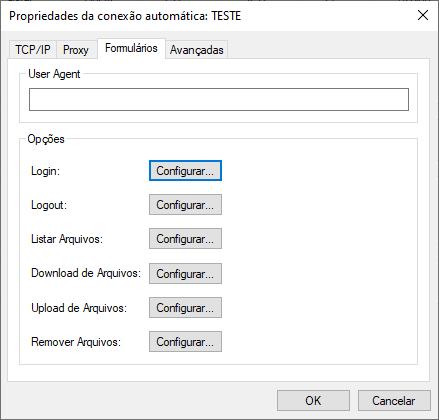 Propriedades da conexão automática: TESTE
TCP/IP Proxy Formulários Avançadas
User Agent
Opções
Login: Configurar...
Logout: Configurar...
Listar Arquivos: Configurar...
Download de Arquivos: Configurar...
Upload de Arquivos: Configurar...
Remover Arquivos: Configurar...
OK Cancelar